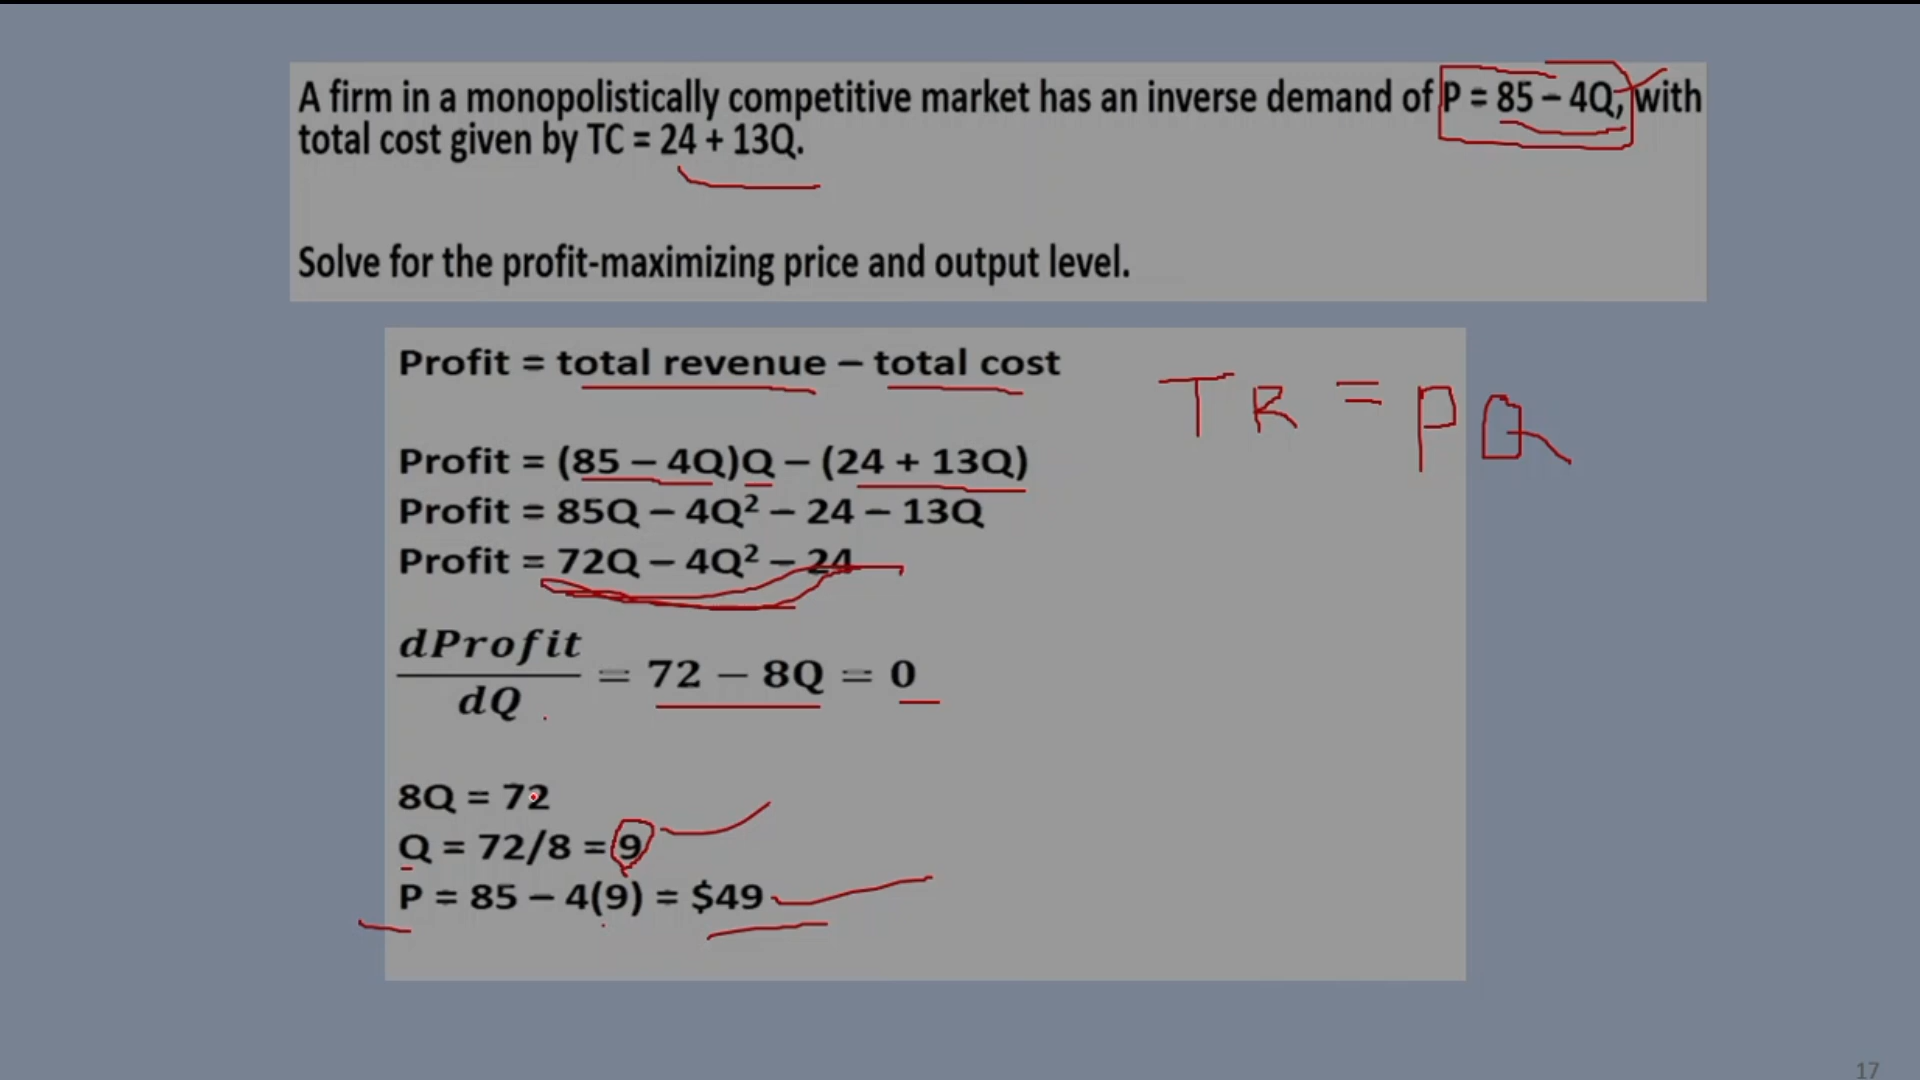 A firm in a monopolistically competitive market has an inverse demand of P = 85 – 4Q, with
total cost given by TC = 24 + 13Q.
Solve for the profit-maximizing price and output level.
Profit = total revenue – total cost
TR = PQ
Profit = (85 – 4Q)Q – (24 + 13Q)
Profit = 85Q – 4Q² – 24 – 13Q
Profit = 72Q – 4Q² – 24
dProfit/dQ = 72 – 8Q = 0
8Q = 72
Q = 72/8 = 9
P = 85 – 4(9) = $49
17